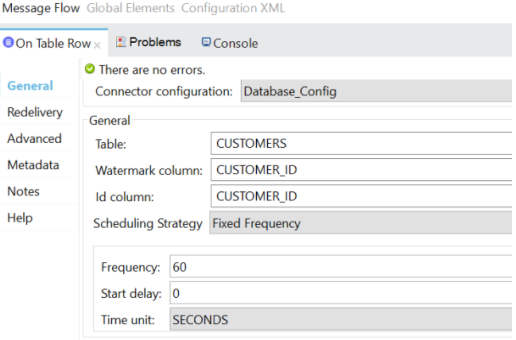 Message Flow Global Elements Configuration XML
On Table Row Problems Console
There are no errors.
General
Connector configuration: Database_Config
Redelivery
General
Advanced
Table: CUSTOMERS
Metadata
Watermark column: CUSTOMER_ID
Notes
Id column: CUSTOMER_ID
Help
Scheduling Strategy Fixed Frequency
Frequency: 60
Start delay: 0
Time unit: SECONDS